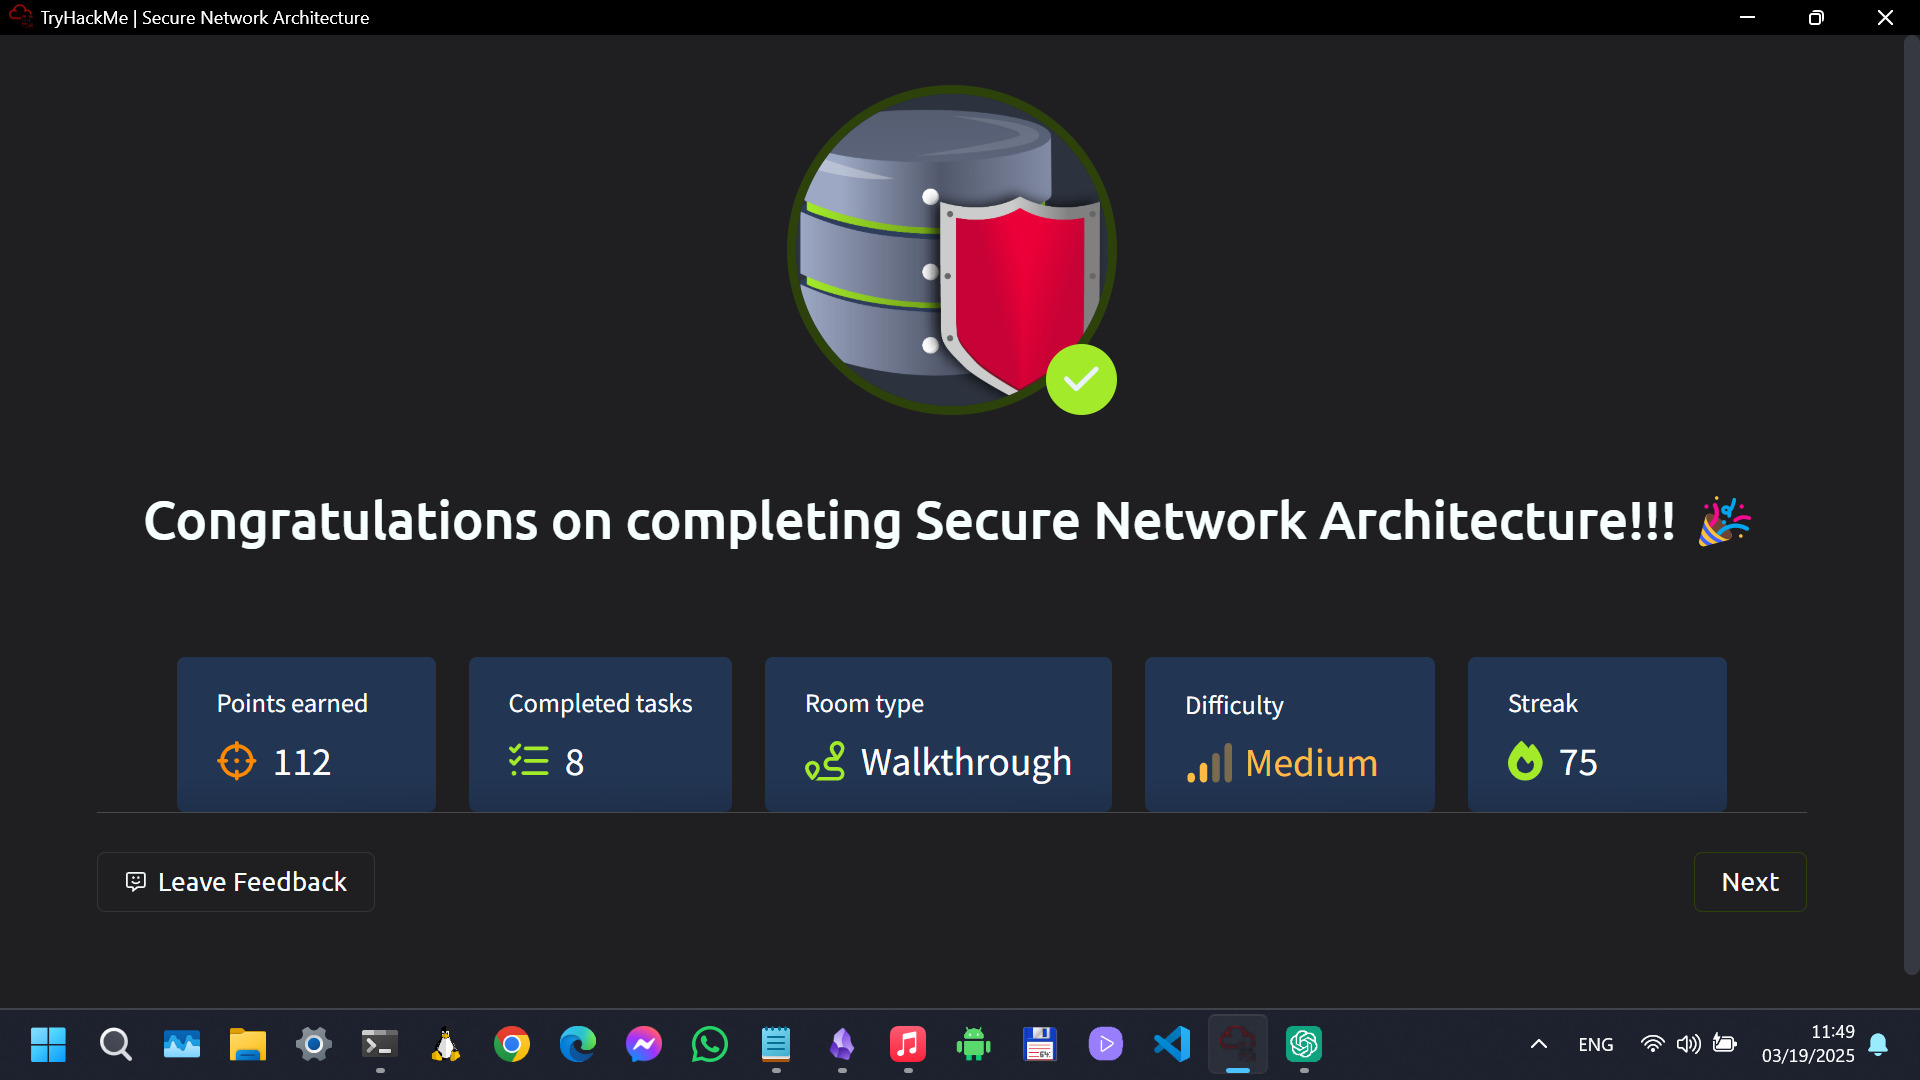 TryHackMe | Secure Network Architecture
Congratulations on completing Secure Network Architecture!!! 🎉
Points earned
112
Completed tasks
8
Room type
Walkthrough
Difficulty
Medium
Streak
75
Leave Feedback
Next
64
ENG
11:49
03/19/2025